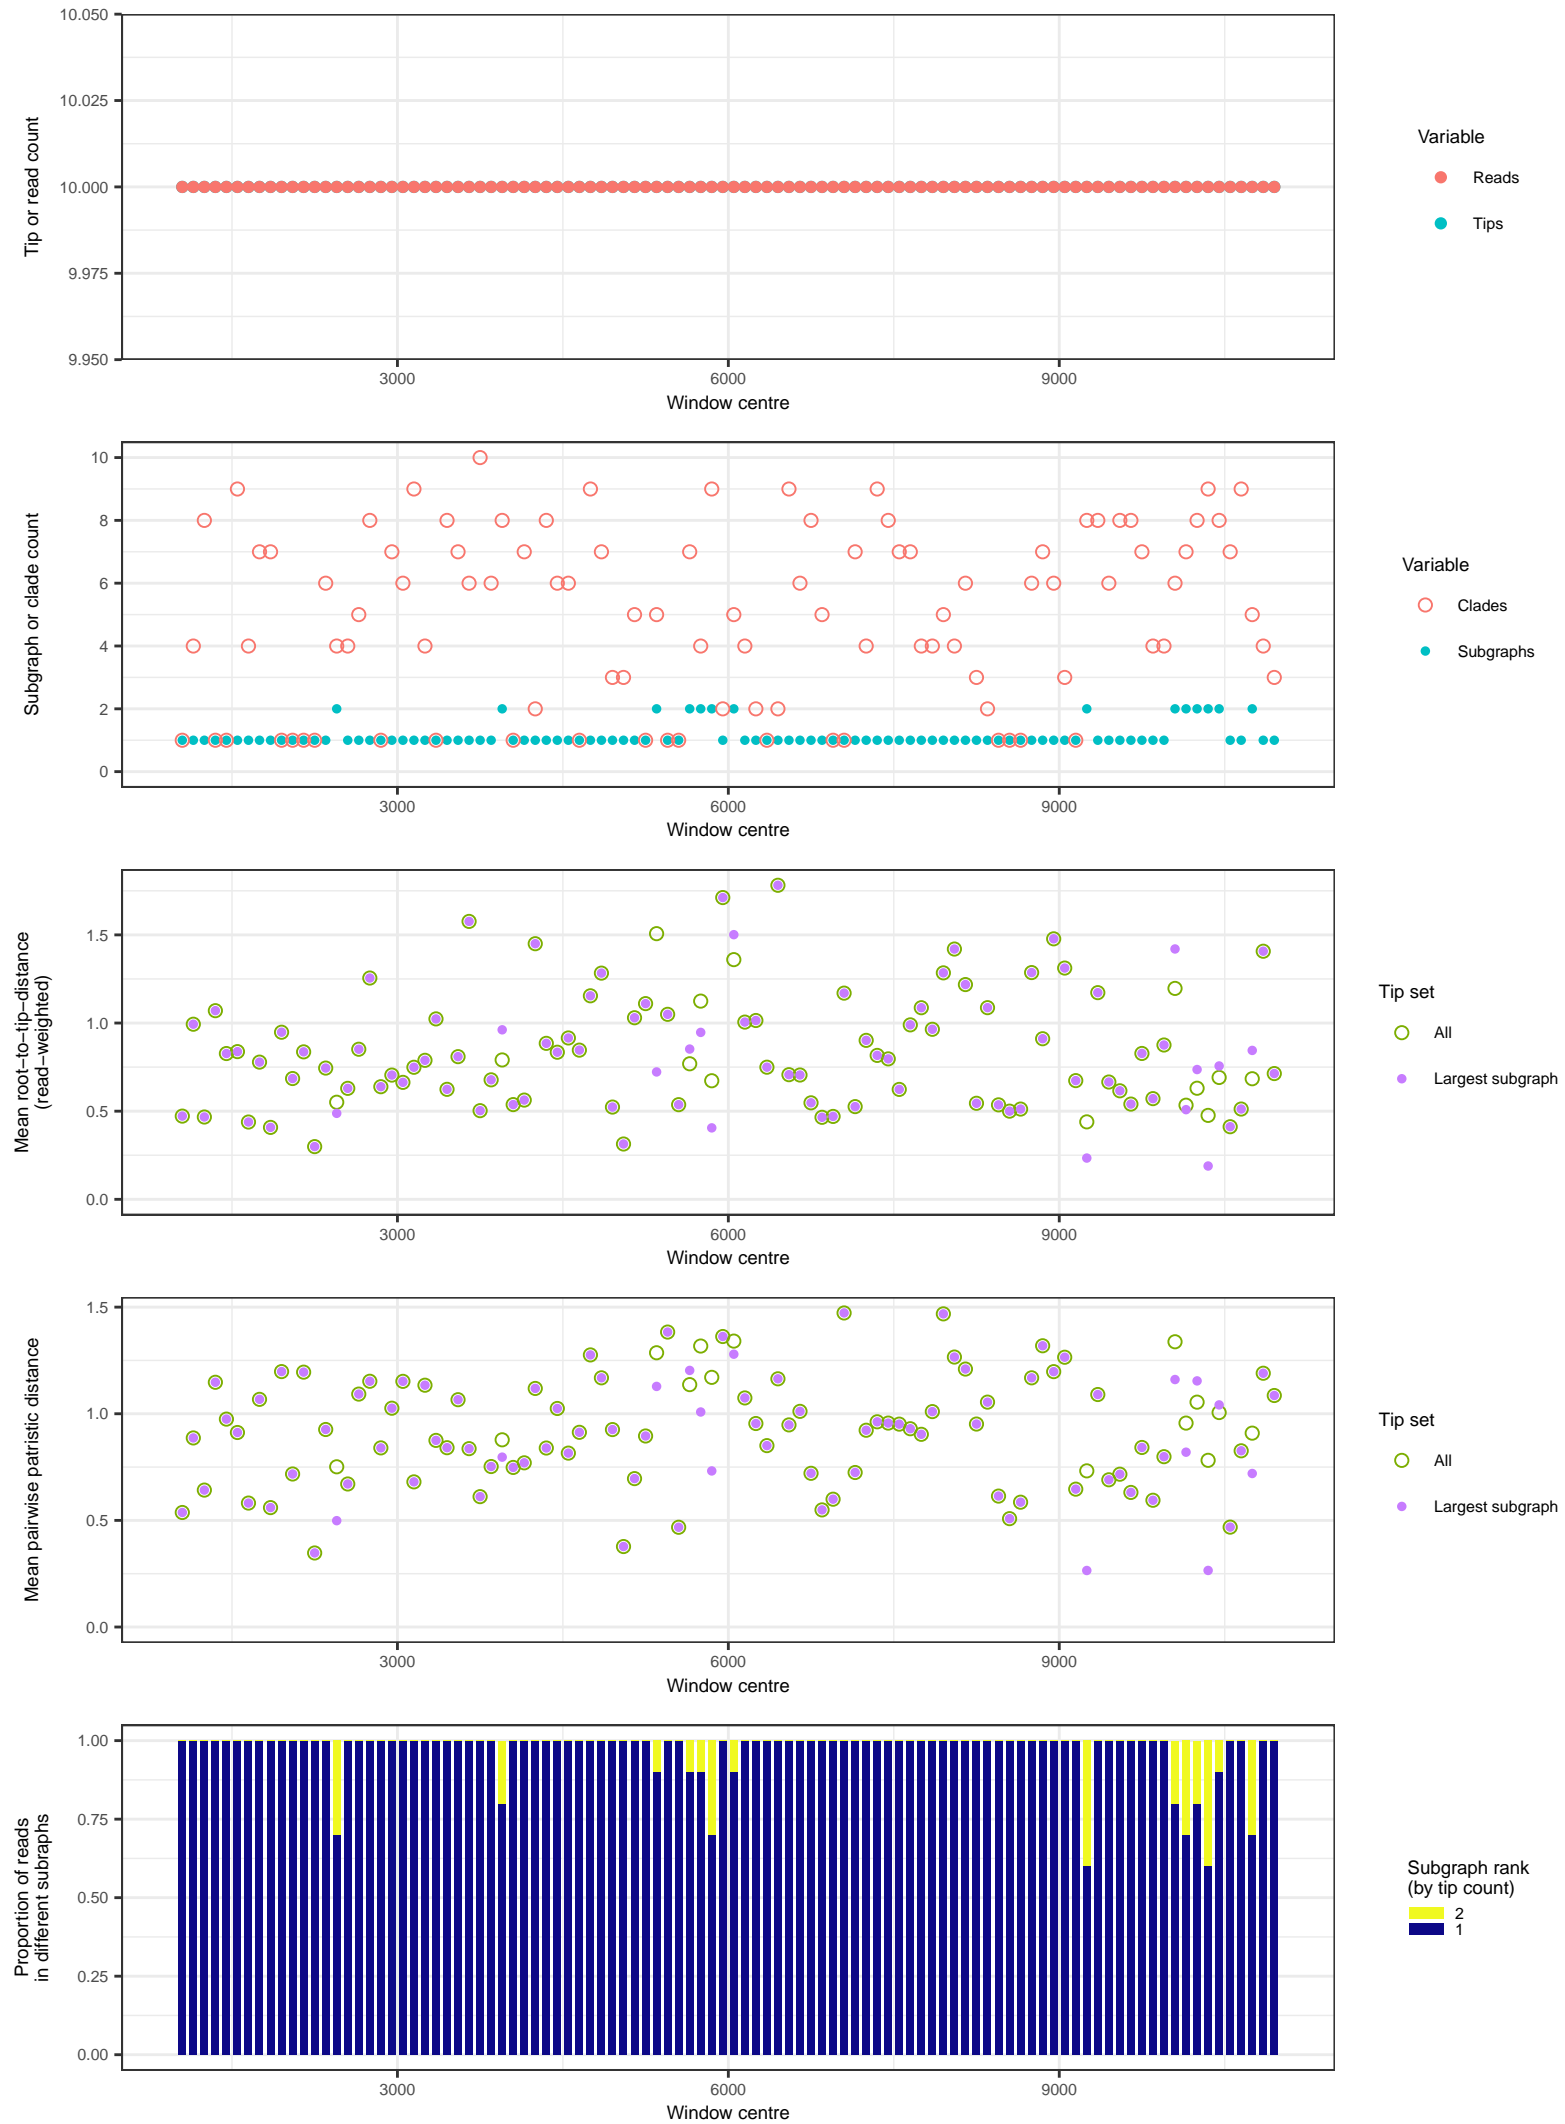 10.050
10.025
10.000
9.975
9.950
Tip or read count
3000
6000
9000
Window centre
Variable
Reads
Tips
10
8
6
4
2
0
Subgraph or clade count
3000
6000
9000
Window centre
Variable
Clades
Subgraphs
1.5
1.0
0.5
0.0
Mean root−to−tip−distance
(read−weighted)
3000
6000
9000
Window centre
Tip set
All
Largest subgraph
1.5
1.0
0.5
0.0
Mean pairwise patristic distance
3000
6000
9000
Window centre
Tip set
All
Largest subgraph
1.00
0.75
0.50
0.25
0.00
Proportion of reads
in different subraphs
3000
6000
9000
Window centre
Subgraph rank
(by tip count)
2
1